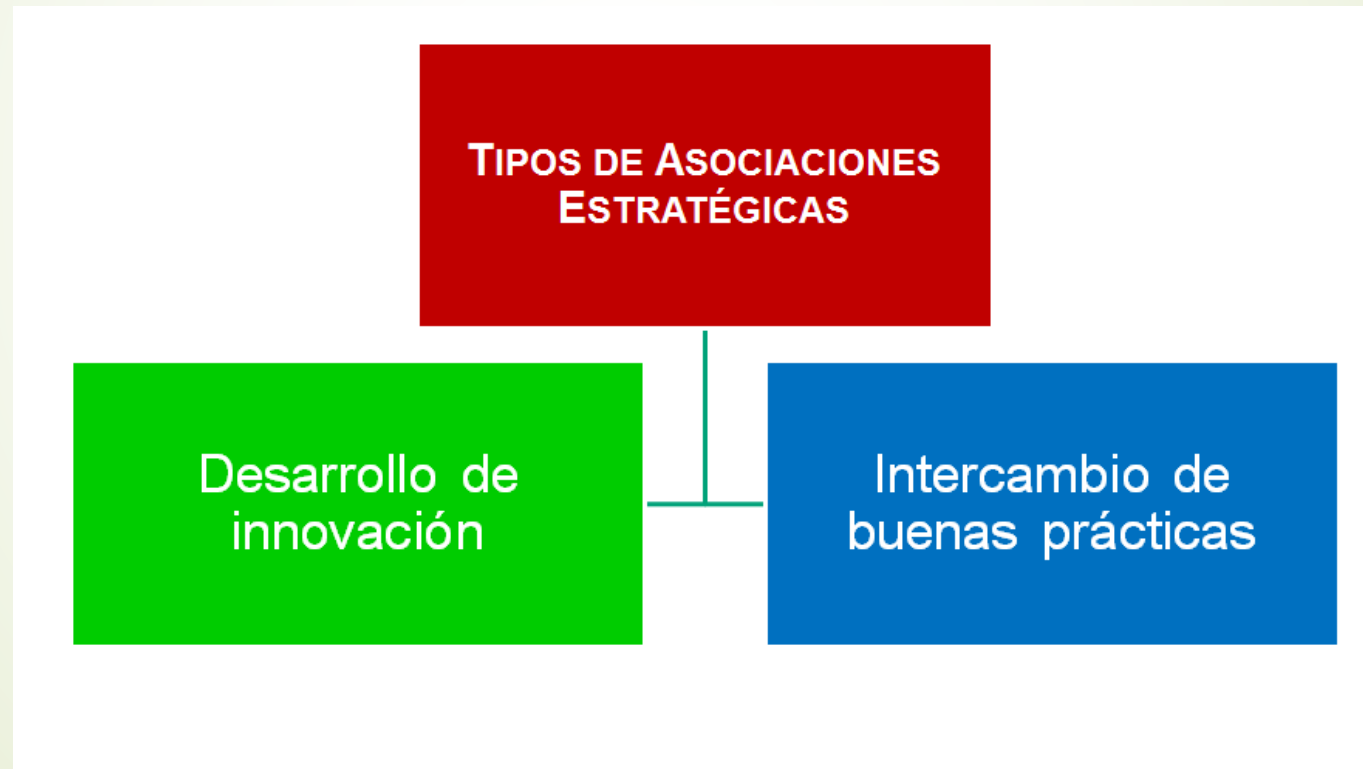 TIPOS DE ASOCIACIONES
ESTRATÉGICAS
Desarrollo de
innovación
Intercambio de
buenas prácticas